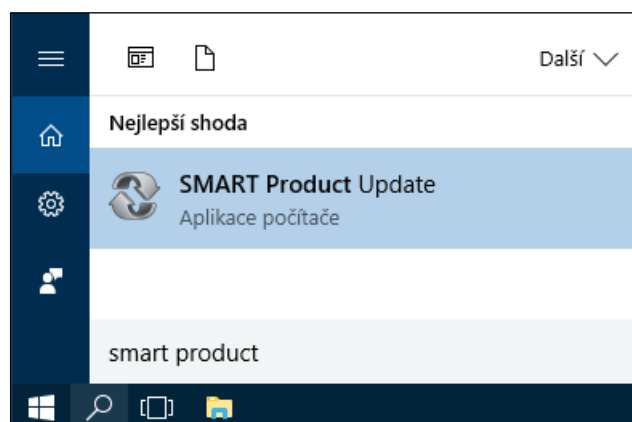 Další
Nejlepší shoda
SMART Product Update
Aplikace počítače
smart product